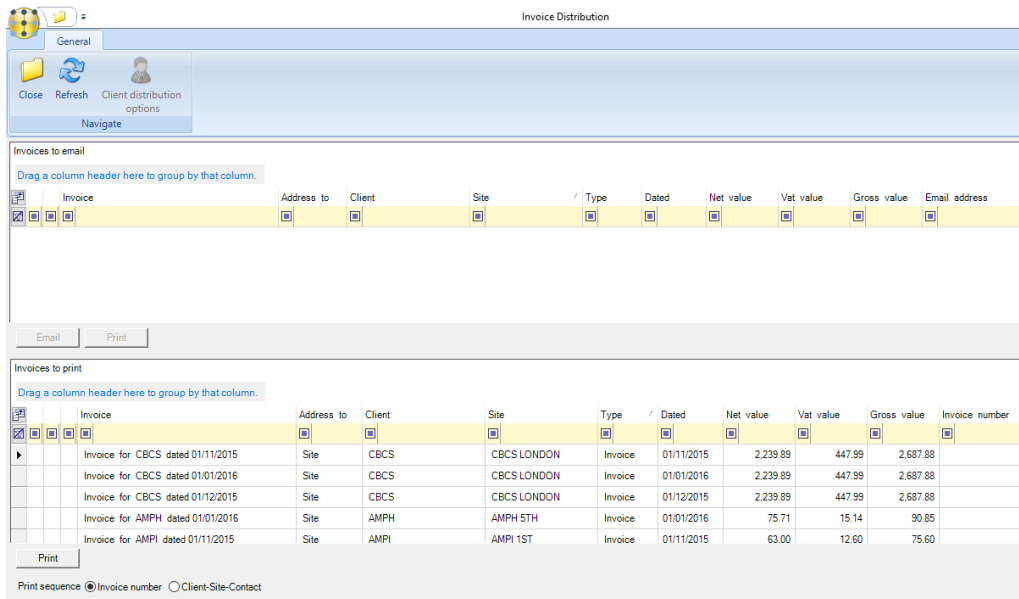 Invoice Distribution
General
Close Refresh Client distribution options
Navigate
Invoices to email
Drag a column header here to group by that column.
Invoice Address to Client Site Type Dated Net value Vat value Gross value Email address
Email Print
Invoices to print
Drag a column header here to group by that column.
Invoice Address to Client Site Type Dated Net value Vat value Gross value Invoice number
Invoice for CBCS dated 01/11/2015 Site CBCS CBCS LONDON Invoice 01/11/2015 2,239.89 447.99 2,687.88
Invoice for CBCS dated 01/01/2016 Site CBCS CBCS LONDON Invoice 01/01/2016 2,239.89 447.99 2,687.88
Invoice for CBCS dated 01/12/2015 Site CBCS CBCS LONDON Invoice 01/12/2015 2,239.89 447.99 2,687.88
Invoice for AMPH dated 01/01/2016 Site AMPH AMPH 5TH Invoice 01/01/2016 75.71 15.14 90.85
Invoice for AMPI dated 01/11/2015 Site AMPI AMPI 1ST Invoice 01/11/2015 63.00 12.60 75.60
Print
Print sequence Invoice number Client-Site-Contact